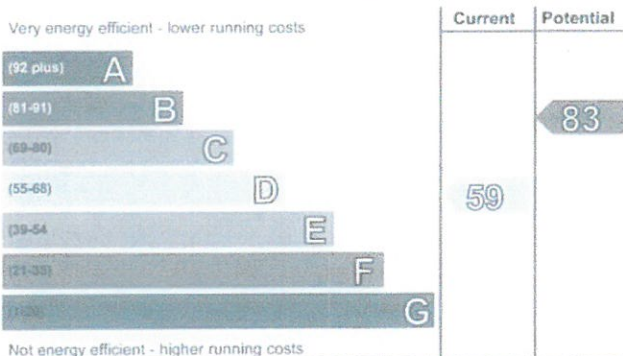 Current Potential
Very energy efficient - lower running costs
(92 plus) A
(81-91) B
83
(69-80) C
(55-68) D
59
(39-54 E
(21-38) F
G
Not energy efficient - higher running costs